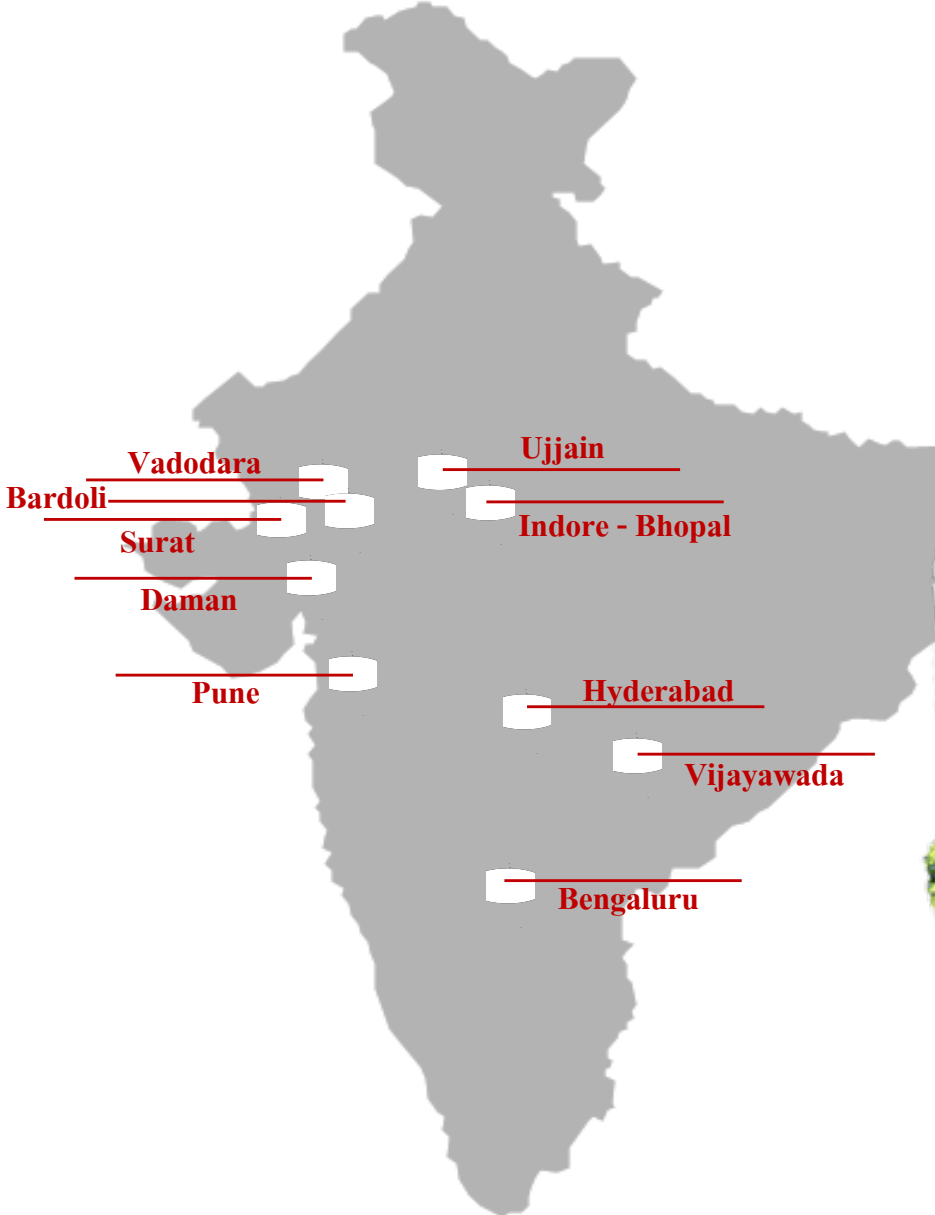 Ujjain
Vadodara
Bardoli
Indore - Bhopal
Surat
Daman
Pune
Hyderabad
Vijayawada
Bengaluru